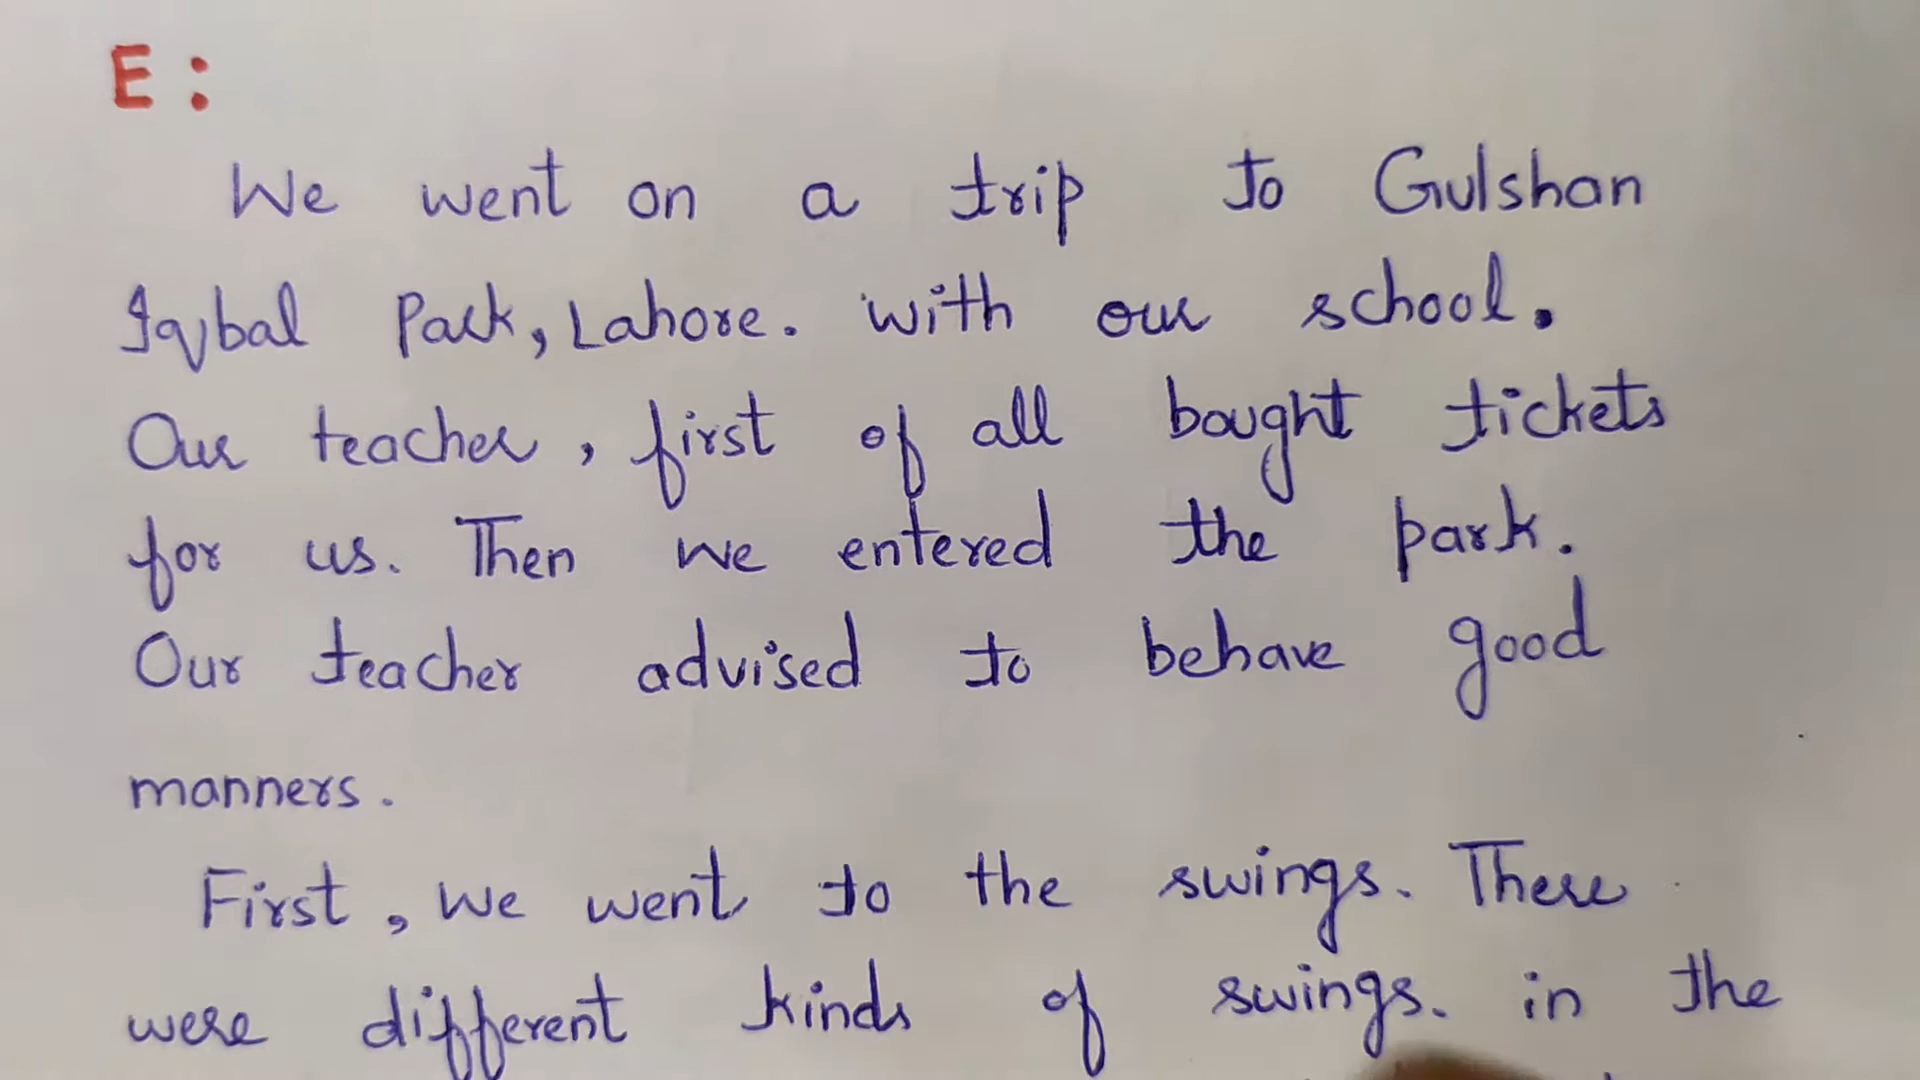 E:
We went on a trip to Gulshan
Iqbal Park, Lahore. with our school.
Our teacher, first of all bought tickets
for us. Then we entered the park.
Our teacher advised to behave good
manners.
First, we went to the swings. There
were different kinds of swings. in the